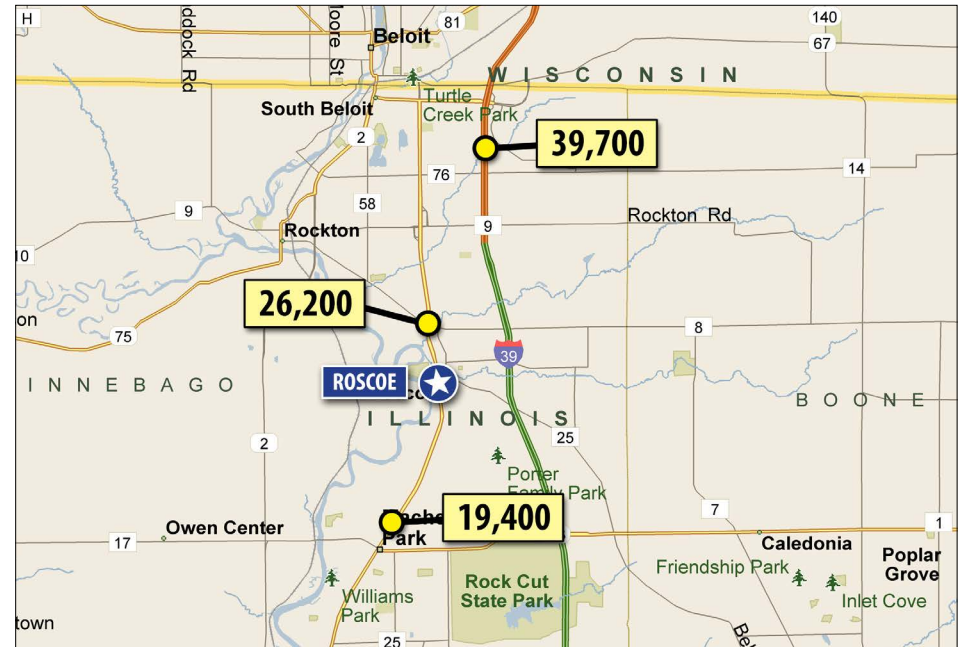 H
ddock Rd
oore St
81
140
Beloit
67
WISCONSIN
South Beloit
Turtle
Creek Park
2
39,700
76
14
58
9
Rockton Rd
Rockton
9
10
26,200
on
75
8
39
ROSCOE
INNEBAGO
BOONE
ILLINOIS
2
25
Porter
Family Park
7
19,400
Owen Center
Park
1
17
Caledonia
Poplar
Grove
Friendship Park
Rock Cut
State Park
Williams
Park
Inlet Cove
town
25